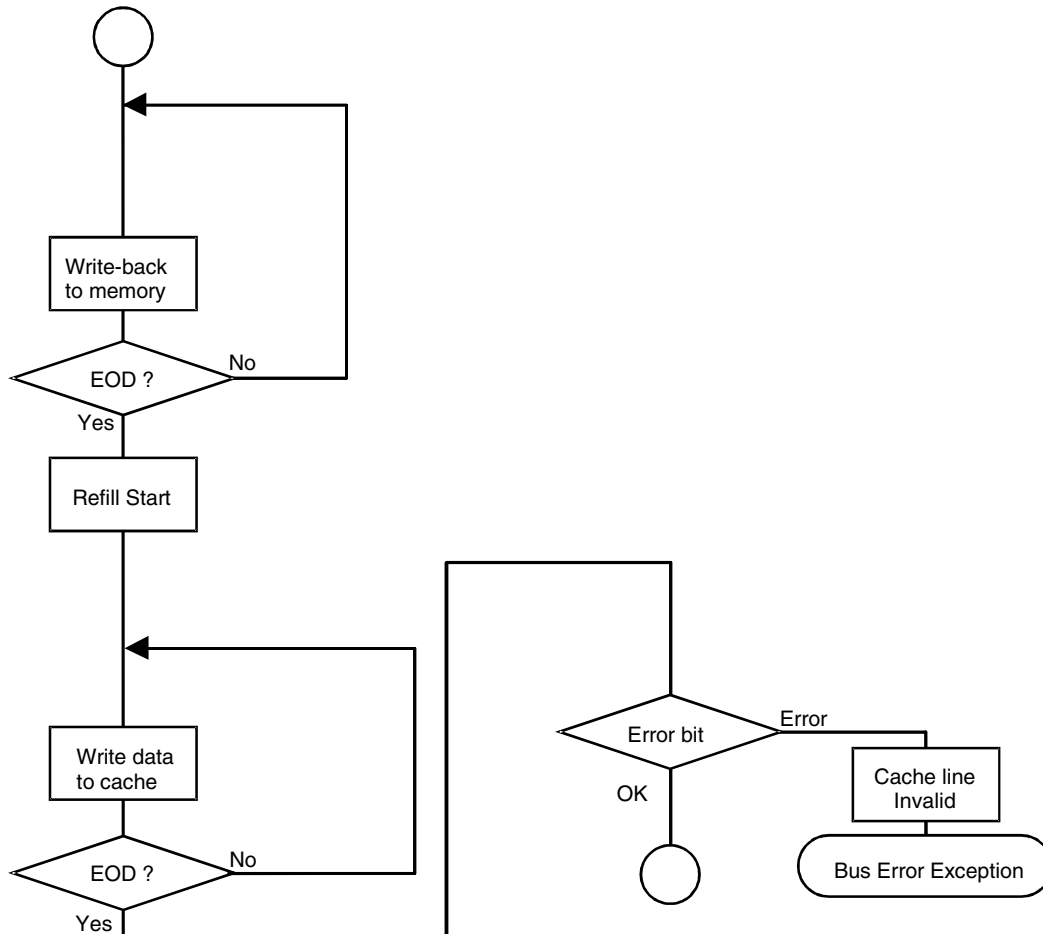 Write-back
to memory
EOD ?
No
Yes
Refill Start
Write data
to cache
EOD ?
No
Yes
Error bit
Error
OK
Cache line
Invalid
Bus Error Exception